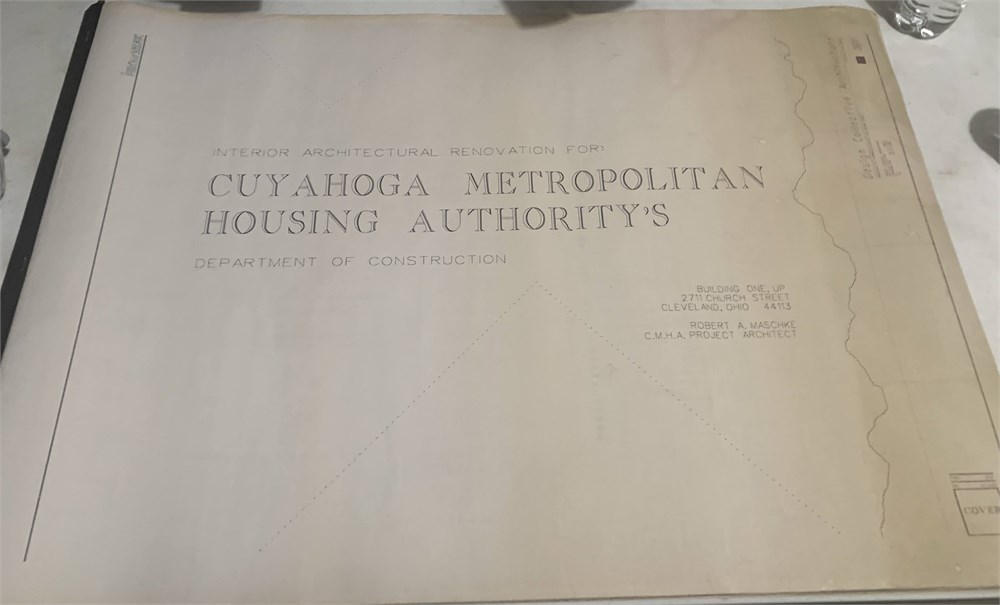 INTERIOR ARCHITECTURAL RENOVATION FOR:
CUYAHOGA METROPOLITAN
HOUSING AUTHORITY'S
DEPARTMENT OF CONSTRUCTION
BUILDING ONE, UP
2711 CHURCH STREET
CLEVELAND, OHIO 44113
ROBERT A. MASCHKE
C.M.H.A. PROJECT ARCHITECT
COVER